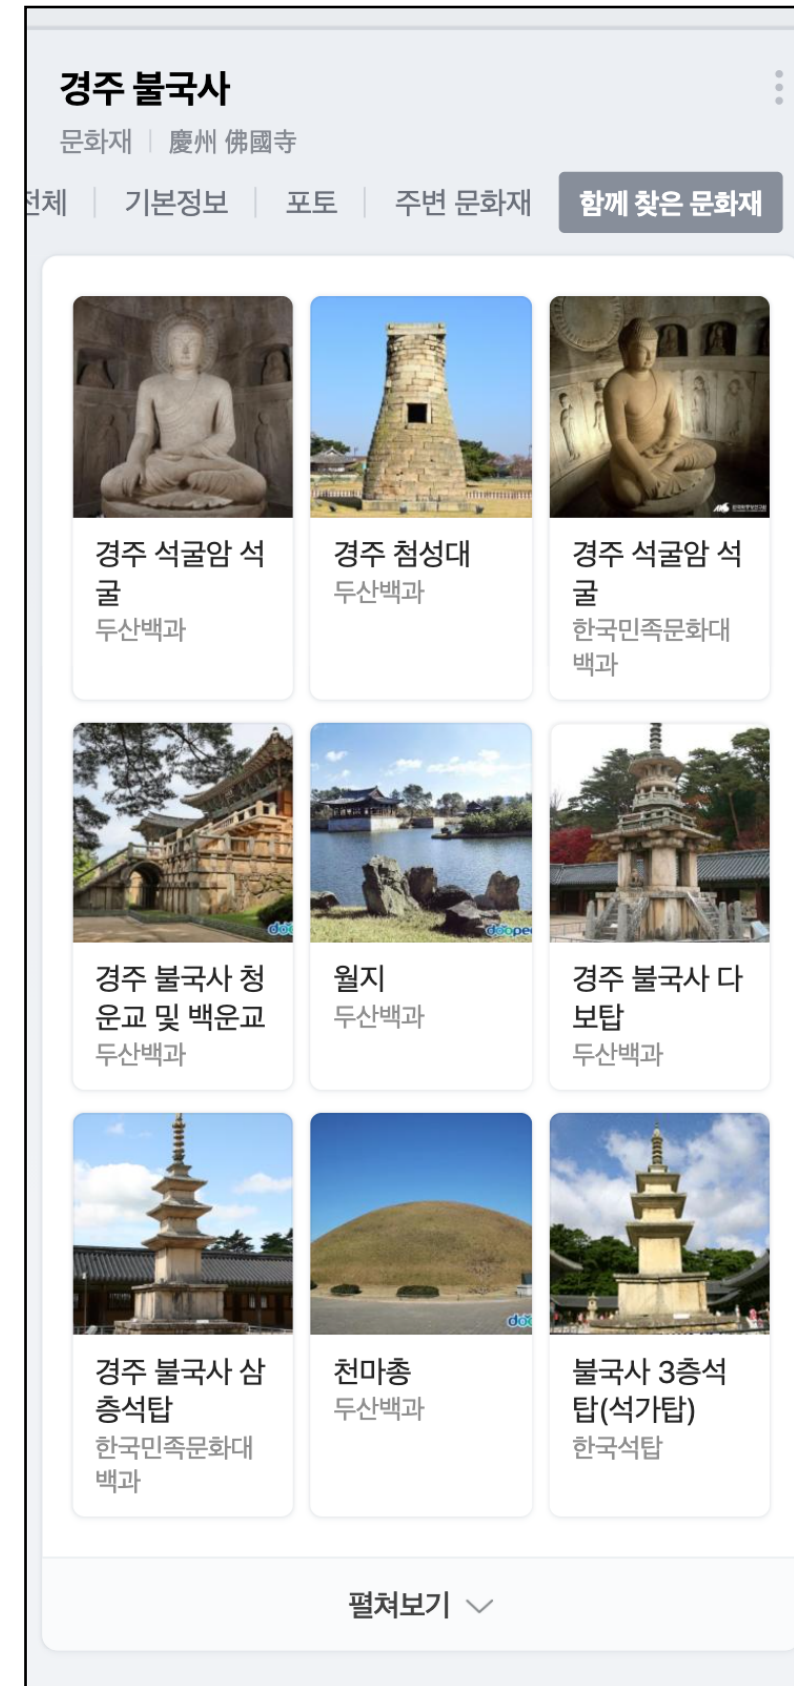 경주 불국사
문화재 | 慶州 佛國寺
전체 | 기본정보 | 포토 | 주변 문화재 함께 찾은 문화재
경주 석굴암 석
굴
두산백과
경주 첨성대
두산백과
경주 석굴암 석
굴
한국민족문화대
백과
경주 불국사 청
운교 및 백운교
두산백과
월지
두산백과
경주 불국사 다
보탑
두산백과
경주 불국사 삼
층석탑
한국민족문화대
백과
천마총
두산백과
불국사 3층석
탑(석가탑)
한국석탑
펼쳐보기